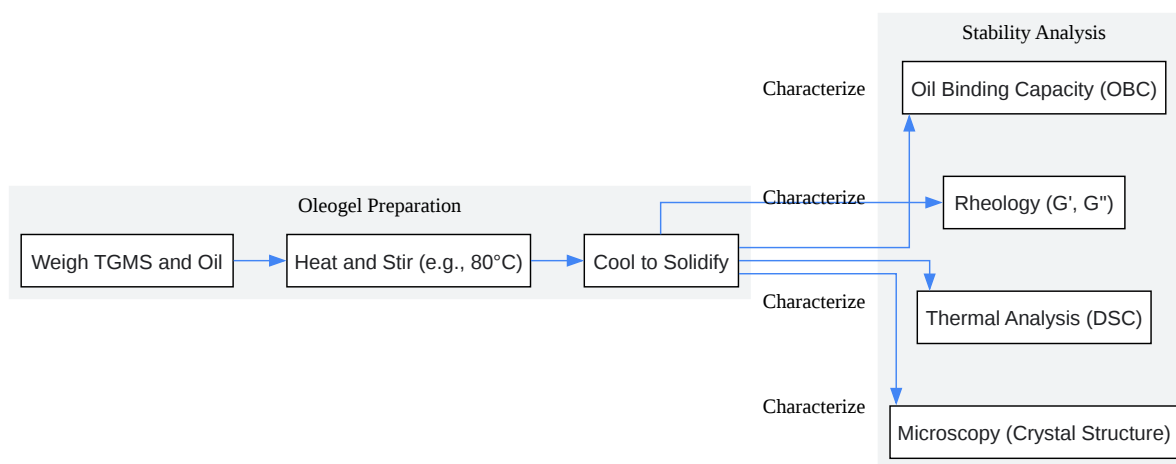 Stability Analysis
Characterize
Oil Binding Capacity (OBC)
Characterize
Rheology (G', G")
Oleogel Preparation
Weigh TGMS and Oil
Heat and Stir (e.g., 80°C)
Cool to Solidify
Characterize
Thermal Analysis (DSC)
Characterize
Microscopy (Crystal Structure)